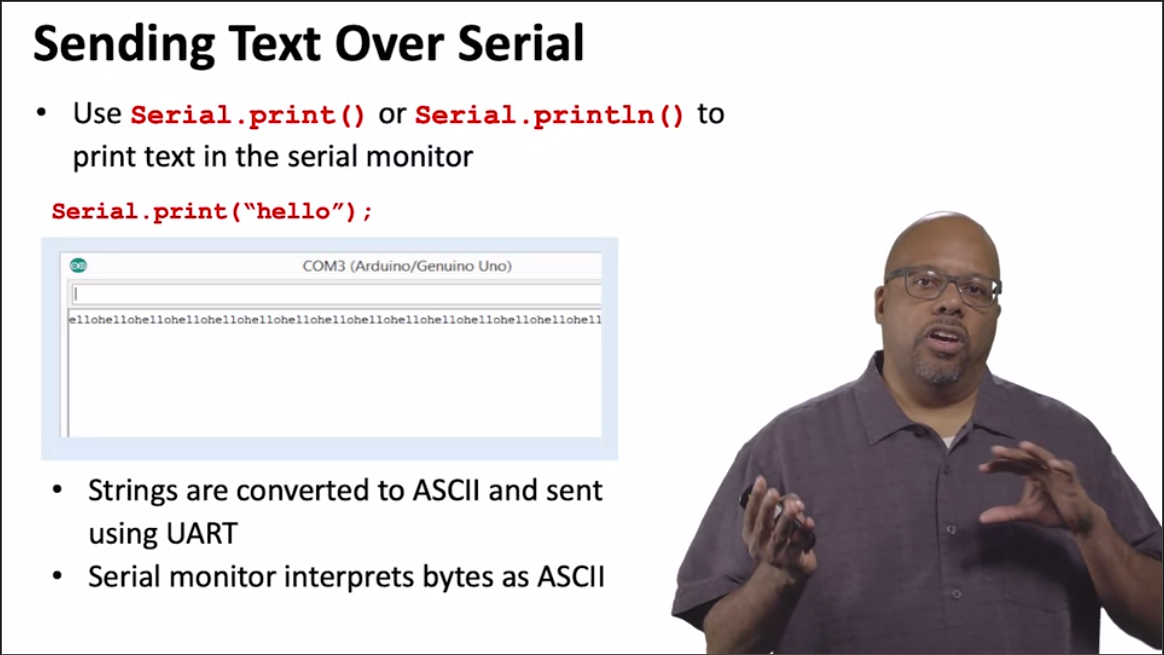 Sending Text Over Serial
• Use Serial.print() or Serial.println() to
print text in the serial monitor
Serial.print(“hello”);
COM3 (Arduino/Genuino Uno)
ellohellohellohellohellohellohellohellohellohellohellohellohellohellohell
• Strings are converted to ASCII and sent
using UART
• Serial monitor interprets bytes as ASCII